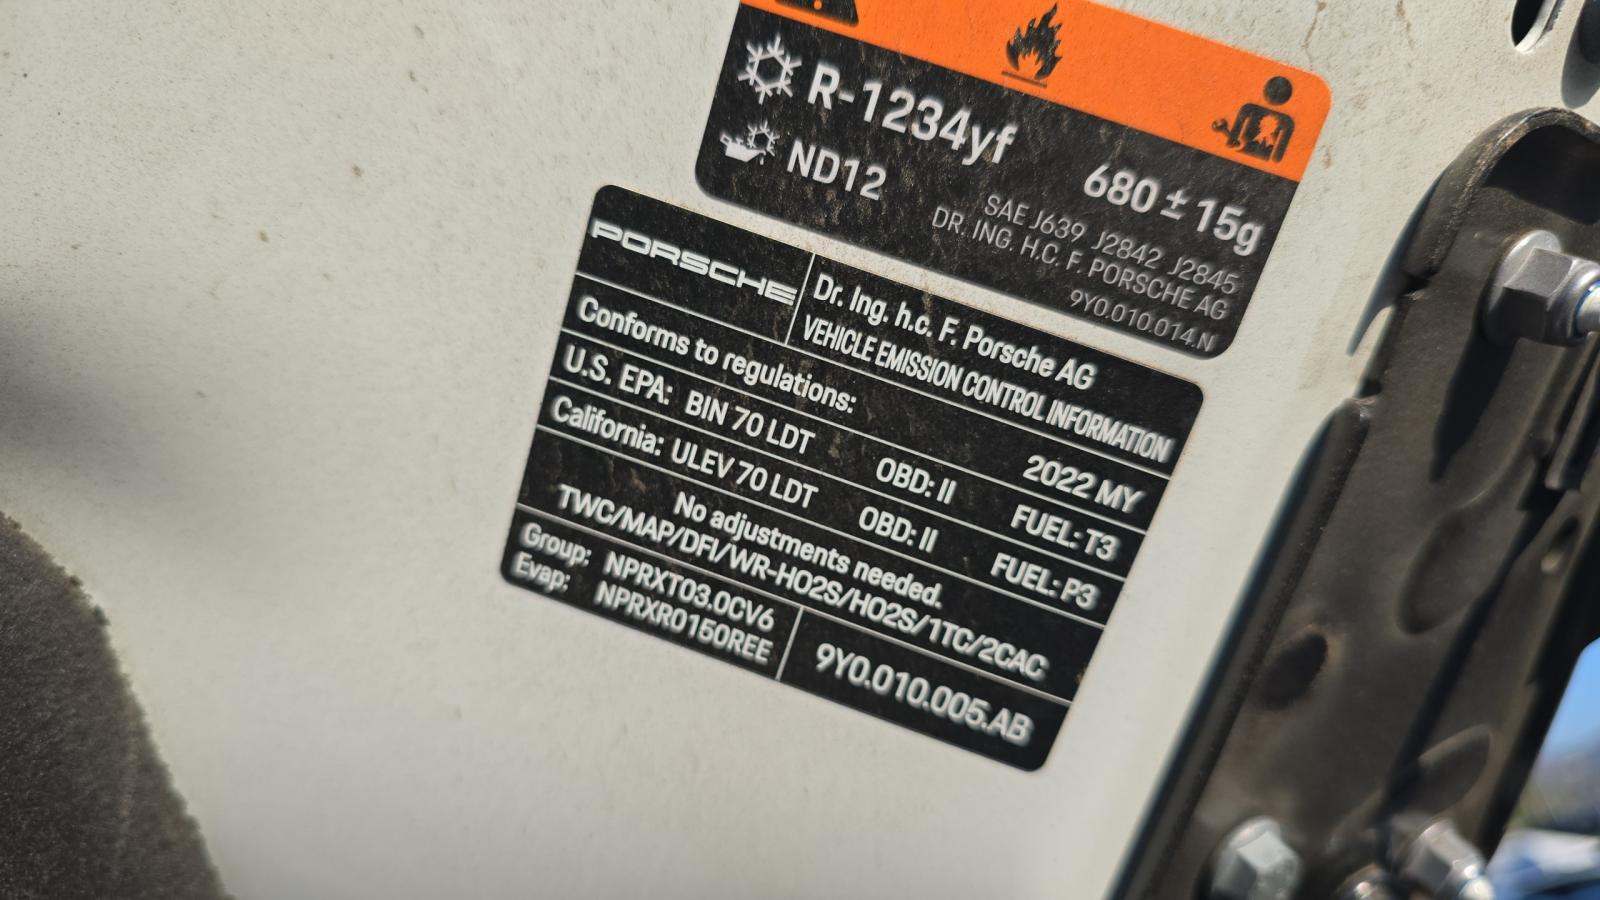 R-1234yf
ND12
680 ± 15g
SAE J639 J2842 J2845
DR. ING. H.C. F. PORSCHE AG
9Y0.010.014.N
PORSCHE
Dr. Ing. h.c. F. Porsche AG
VEHICLE EMISSION CONTROL INFORMATION
Conforms to regulations: 2022 MY
U.S. EPA: BIN 70 LDT OBD: II FUEL: T3
California: ULEV 70 LDT OBD: II FUEL: P3
No adjustments needed.
TWC/MAP/DFI/WR-HO2S/HO2S/1TC/2CAC
Group: NPRXT03.0CV6
Evap: NPRXR0150REE
9Y0.010.005.AB